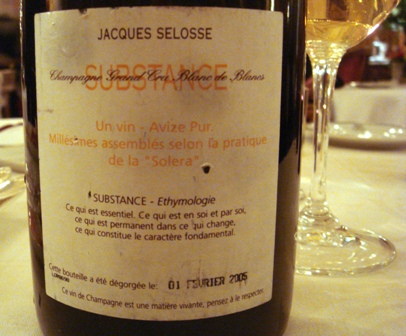 JACQUES SELOSSE
SUBSTANCE
Champagne Grand Cru Blanc de Blancs
Un vin - Avize Pur.
Millésimes assemblés selon la pratique
de la "Solera"
SUBSTANCE - Ethymologie
Ce qui est essentiel. Ce qui est en soi et par soi,
ce qui est permanent dans ce qui change,
ce qui constitue le caractère fondamental.
Cette bouteille a été dégorgée le: 01 FEVRIER 2005
Ce vin de Champagne est une matière vivante, pensez à le respecter.